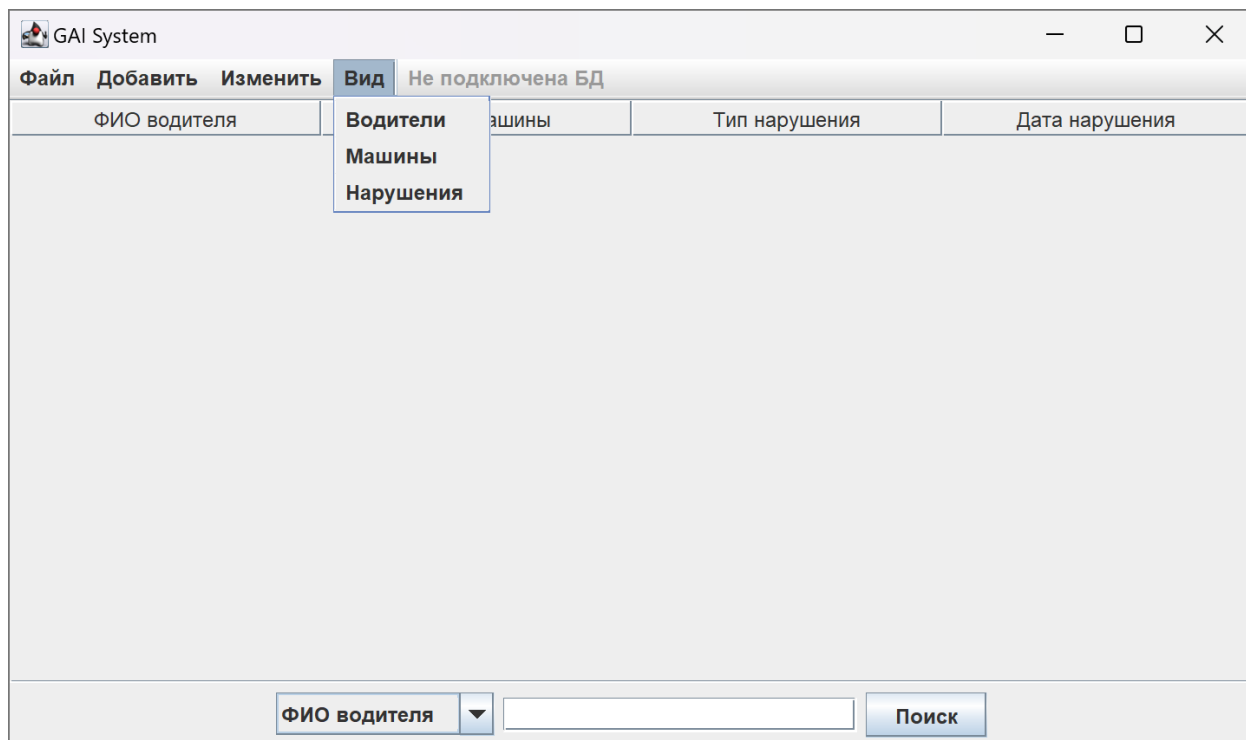 GAI System
Файл Добавить Изменить Вид Не подключена БД
ФИО водителя ашины Тип нарушения Дата нарушения
Водители
Машины
Нарушения
ФИО водителя Поиск